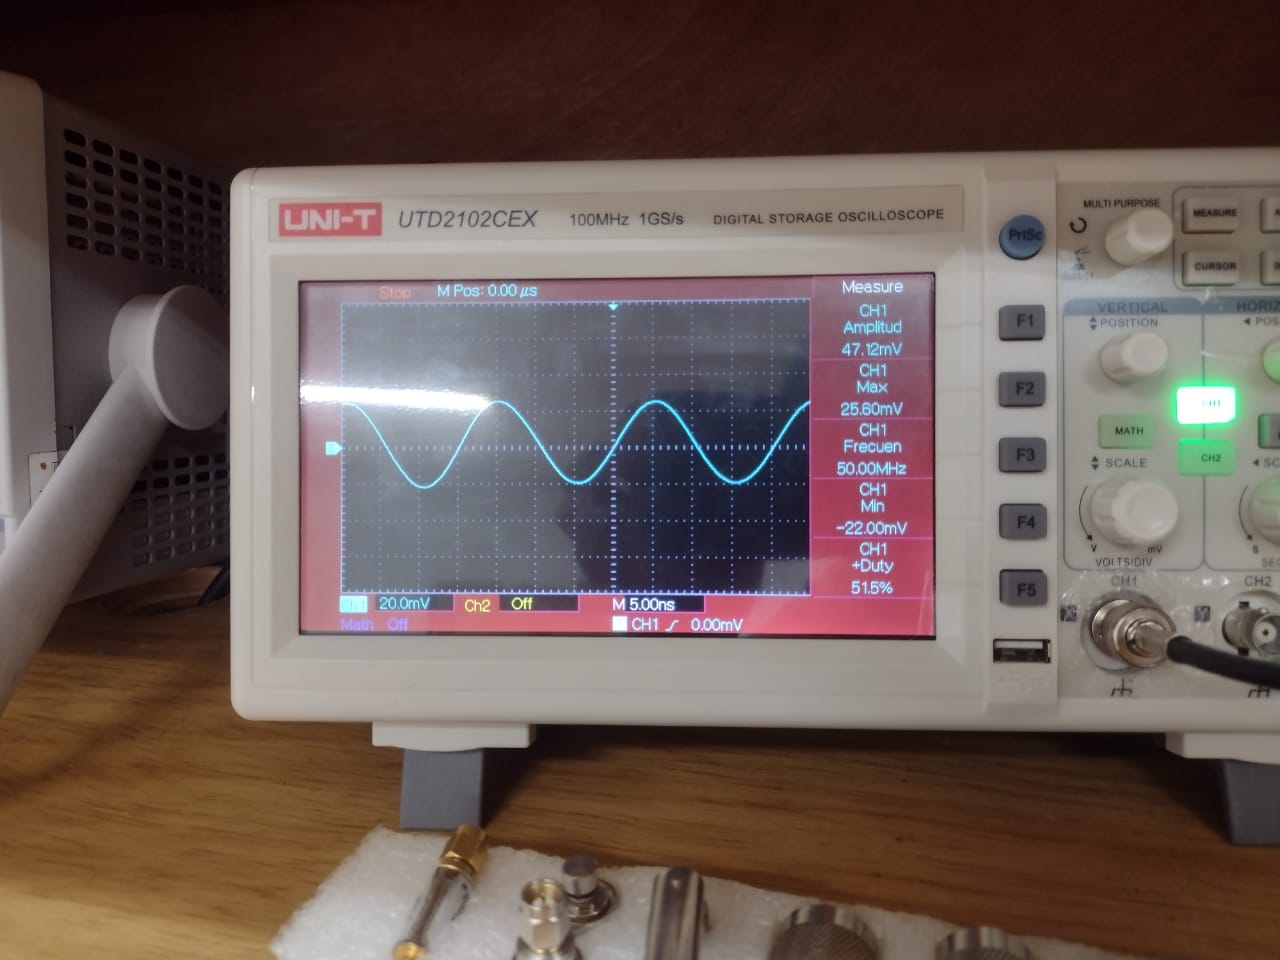 UNI-T UTD2102CEX 100MHz 1GS/s DIGITAL STORAGE OSCILLOSCOPE
Stop M Pos: 0.00 µs
Measure
CH1
Amplitud
47.12mV
CH1
Max
25.60mV
CH1
Frecuen
50.00MHz
CH1
Min
-22.00mV
CH1
+Duty
51.5%
Ch1 20.0mV Ch2 Off M 5.00ns
Math Off CH1 0.00mV
PrtSc
F1
F2
F3
F4
F5
MULTI PURPOSE
MEASURE
CURSOR
VERTICAL
POSITION
CH1
MATH
CH2
SCALE
V mV
VOLTS/DIV
CH1
CH2
X
Y